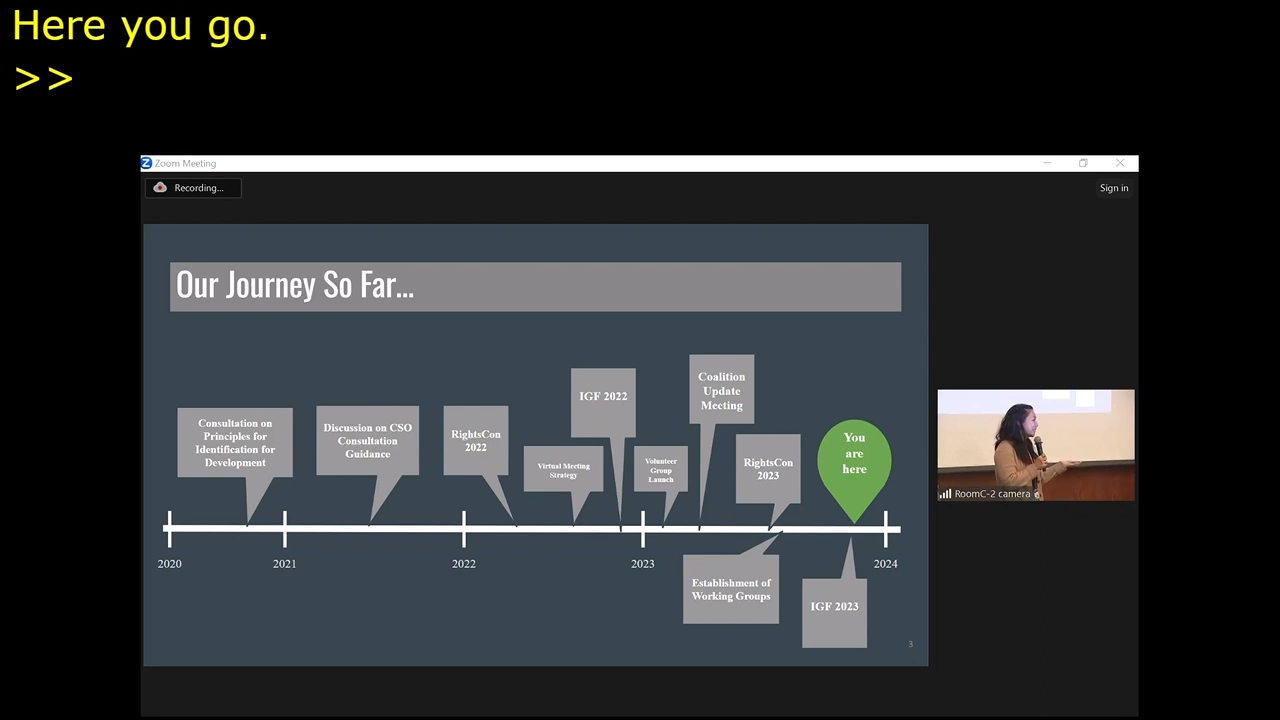 Here you go.
>>
Zoom Meeting
Recording...
Sign in
Our Journey So Far...
Consultation on
Principles for
Identification for
Development
Discussion on CSO
Consultation
Guidance
RightsCon
2022
Virtual Meeting
Strategy
IGF 2022
Volunteer
Group
Launch
Coalition
Update
Meeting
RightsCon
2023
You
are
here
2020
2021
2022
2023
2024
Establishment of
Working Groups
IGF 2023
3
RoomC-2 camera